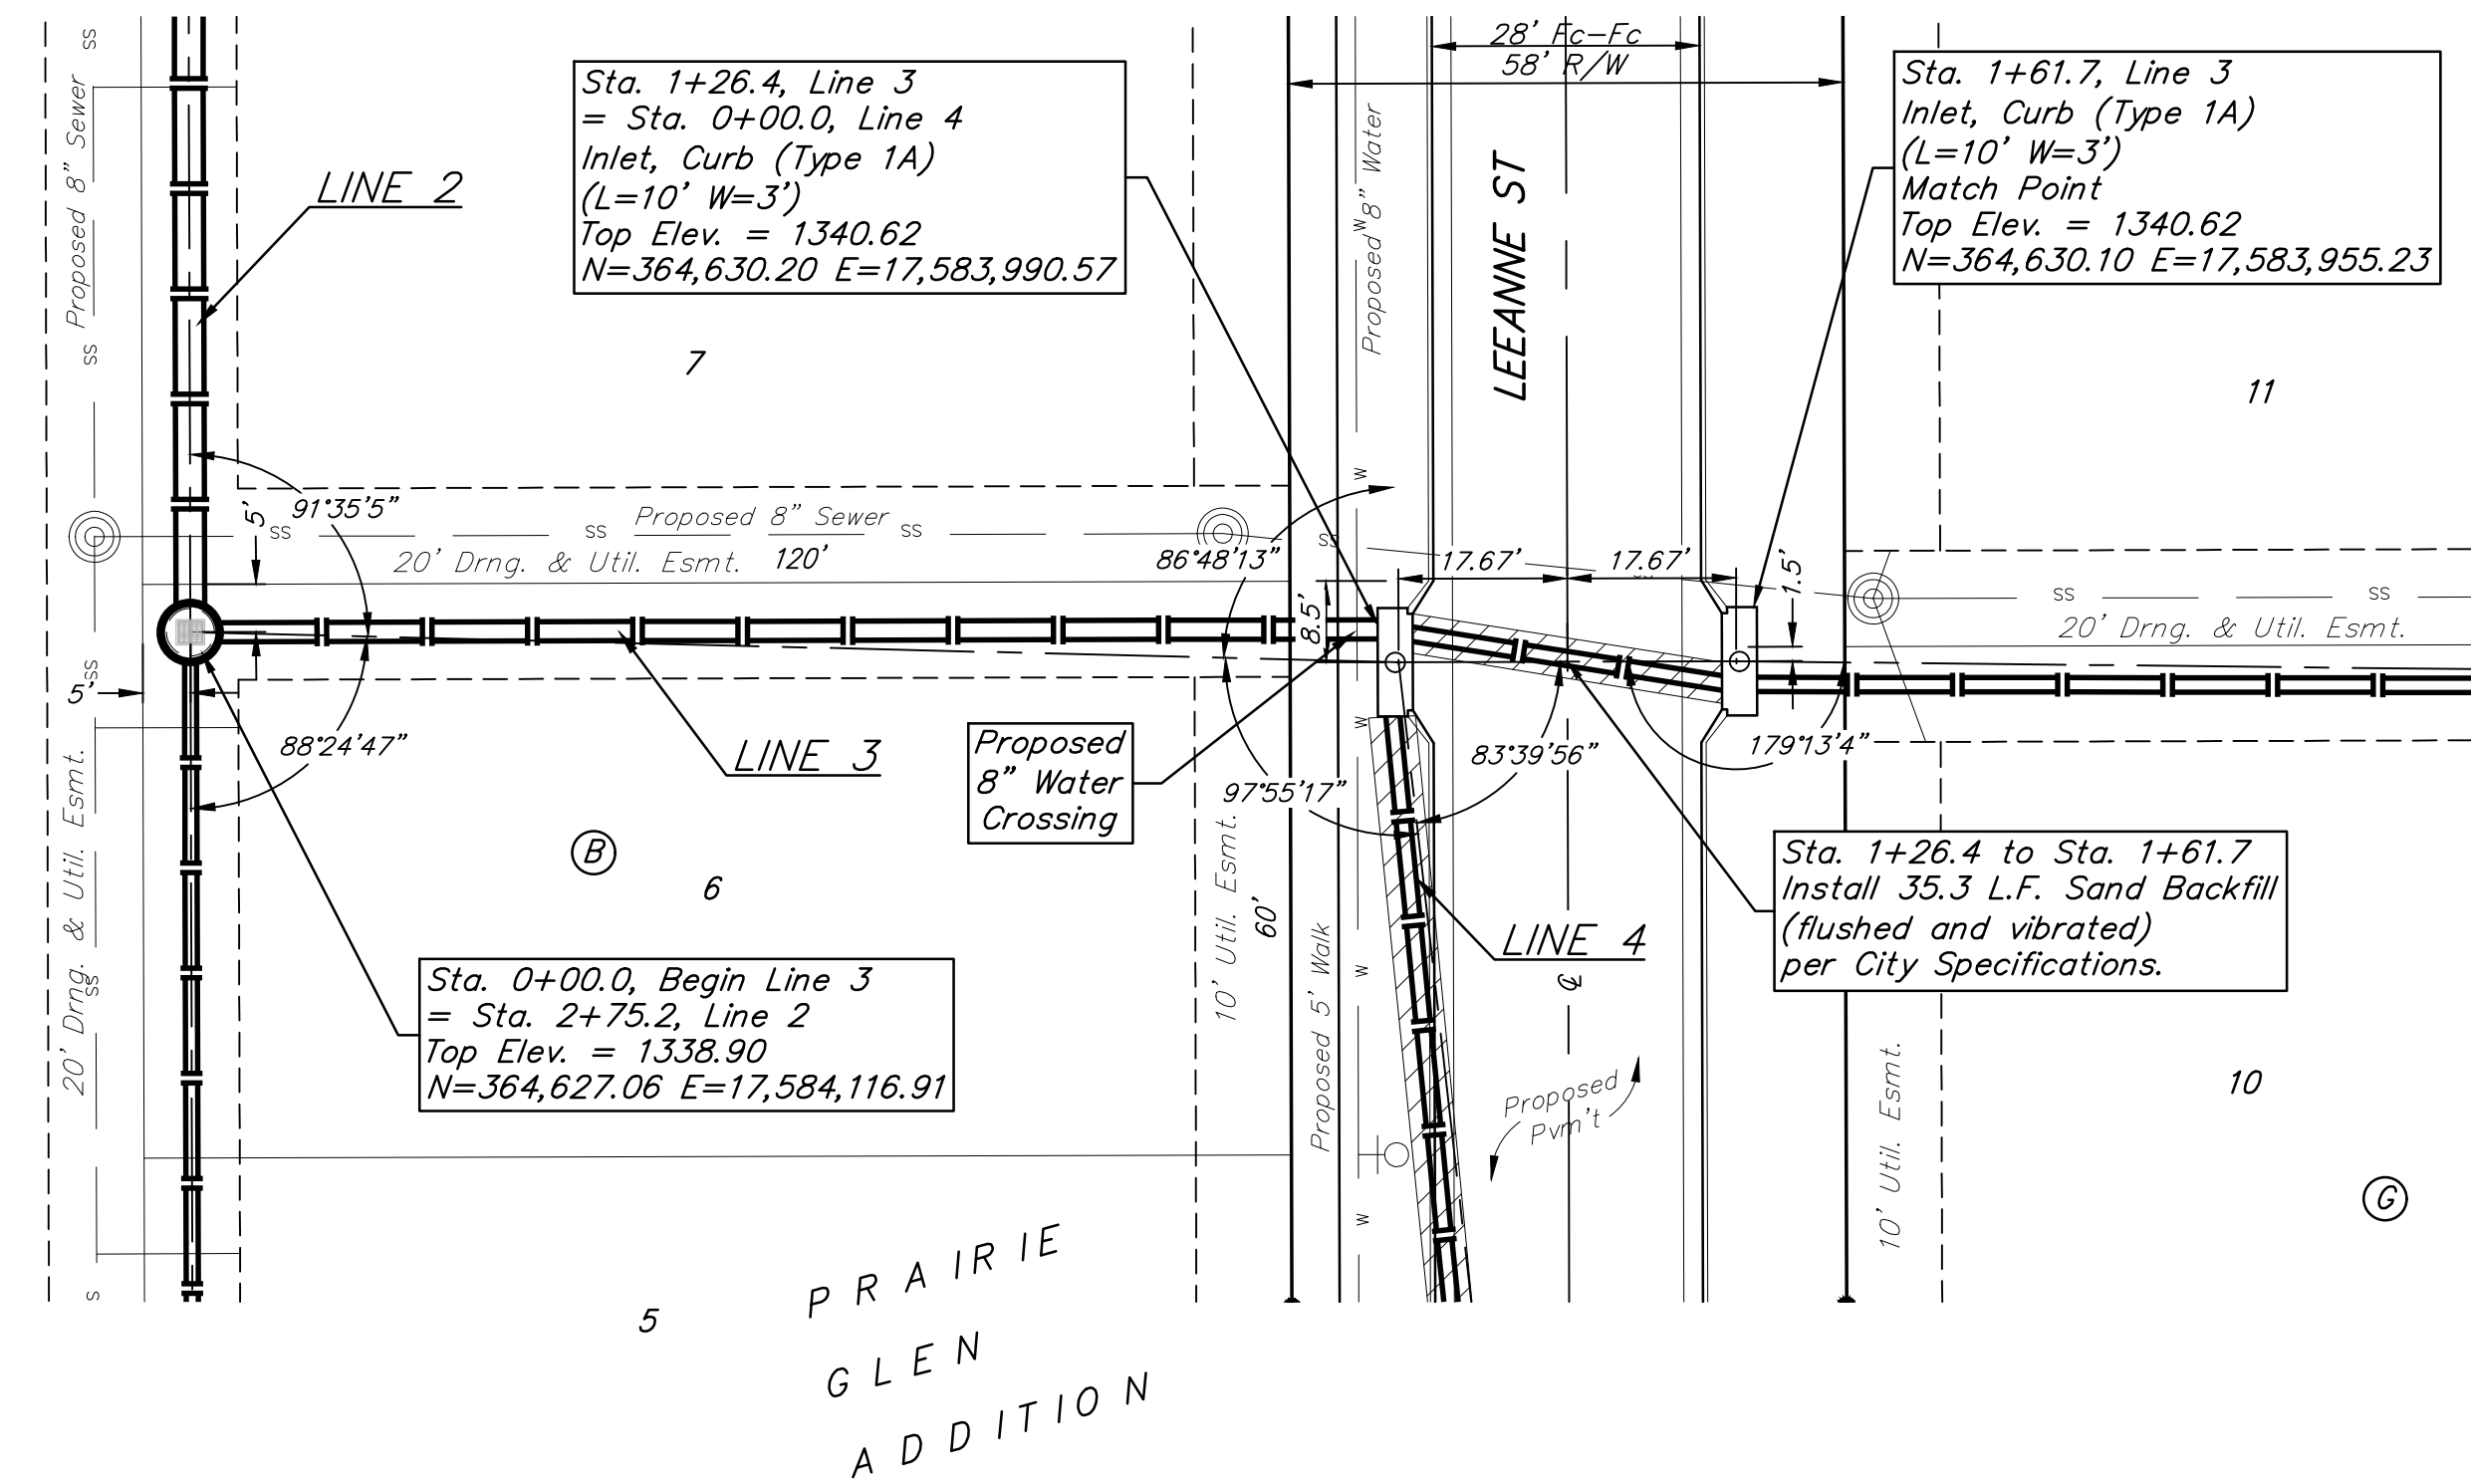 28' Fc-Fc
58' R/W
Sta. 1+26.4, Line 3
= Sta. 0+00.0, Line 4
Inlet, Curb (Type 1A)
(L=10' W=3')
Top Elev. = 1340.62
N=364,630.20 E=17,583,990.57
Sta. 1+61.7, Line 3
Inlet, Curb (Type 1A)
(L=10' W=3')
Match Point
Top Elev. = 1340.62
N=364,630.10 E=17,583,955.23
SS
Proposed 8" Sewer
SS
LINE 2
Proposed 8" Water
W
LEEANNE ST
7
11
W
91°35'5"
5'
SS
SS
Proposed 8" Sewer
SS
SS
20' Drng. & Util. Esmt.
120'
86°48'13"
17.67'
17.67'
SS
1.5'
SS
SS
20' Drng. & Util. Esmt.
8.5'
SS
5'
88°24'47"
LINE 3
Proposed
8" Water
Crossing
W
83°39'56"
179°13'4"
97°55'17"
20' Drng. & Util. Esmt.
SS
B
6
10' Util. Esmt.
60'
Proposed 5' Walk
W
LINE 4
℄
Sta. 1+26.4 to Sta. 1+61.7
Install 35.3 L.F. Sand Backfill
(flushed and vibrated)
per City Specifications.
Sta. 0+00.0, Begin Line 3
= Sta. 2+75.2, Line 2
Top Elev. = 1338.90
N=364,627.06 E=17,584,116.91
Proposed
Pvm't
10' Util. Esmt.
10
G
W
S
5
PRAIRIE
GLEN
ADDITION